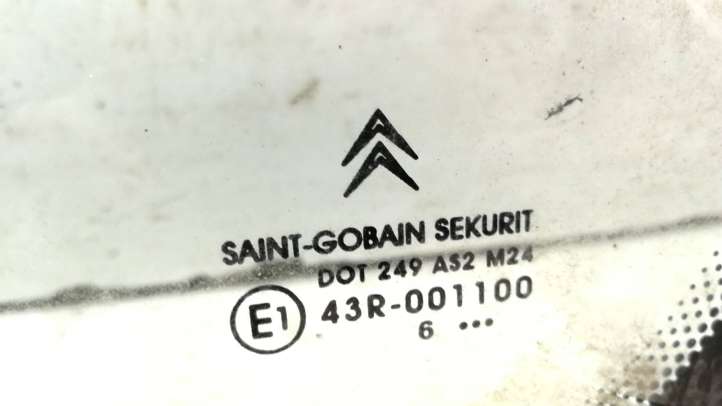 SAINT-GOBAIN SEKURIT
DOT 249 AS2 M24
E1 43R-001100
6 •••